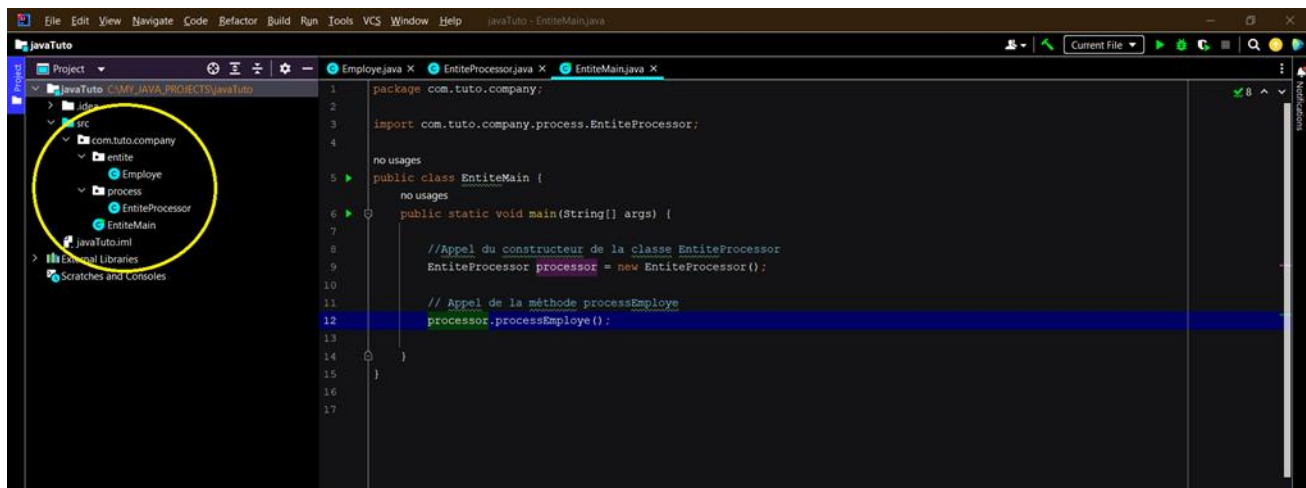 File Edit View Navigate Code Refactor Build Run Tools VCS Window Help javaTuto - EntiteMain.java
javaTuto
Current File
Project
Project
Employe.java
EntiteProcessor.java
EntiteMain.java
Notifications
javaTuto C:\MY_JAVA_PROJECTS\javaTuto
.idea
src
com.tuto.company
entite
Employe
process
EntiteProcessor
EntiteMain
javaTuto.iml
External Libraries
Scratches and Consoles
8
1 package com.tuto.company;
2
3 import com.tuto.company.process.EntiteProcessor;
4
no usages
5 public class EntiteMain {
no usages
6 public static void main(String[] args) {
7
8 //Appel du constructeur de la classe EntiteProcessor
9 EntiteProcessor processor = new EntiteProcessor();
10
11 // Appel de la méthode processEmploye
12 processor.processEmploye();
13
14 }
15 }
16
17